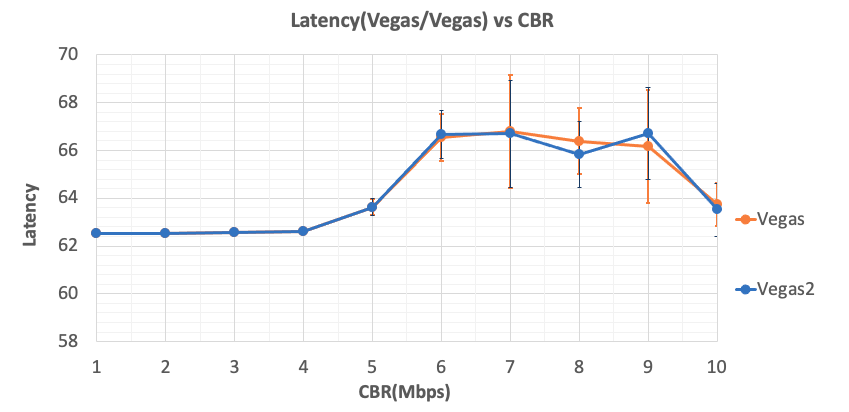 Latency(Vegas/Vegas) vs CBR
70
68
66
64
62
60
58
Latency
1 2 3 4 5 6 7 8 9 10
CBR(Mbps)
Vegas
Vegas2